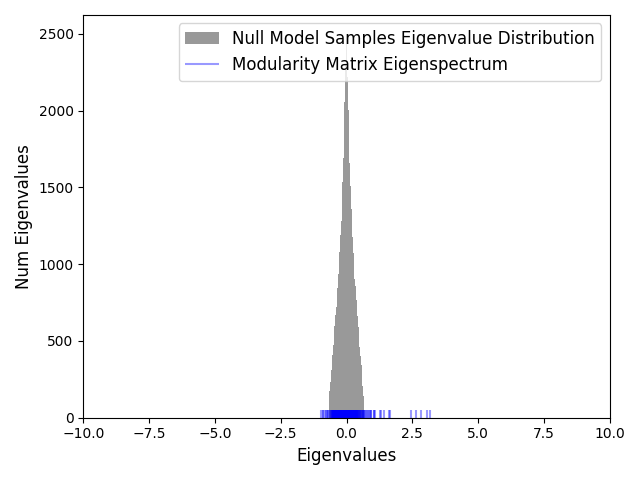 Null Model Samples Eigenvalue Distribution
Modularity Matrix Eigenspectrum
2500
2000
1500
1000
500
0
Num Eigenvalues
−10.0 −7.5 −5.0 −2.5 0.0 2.5 5.0 7.5 10.0
Eigenvalues